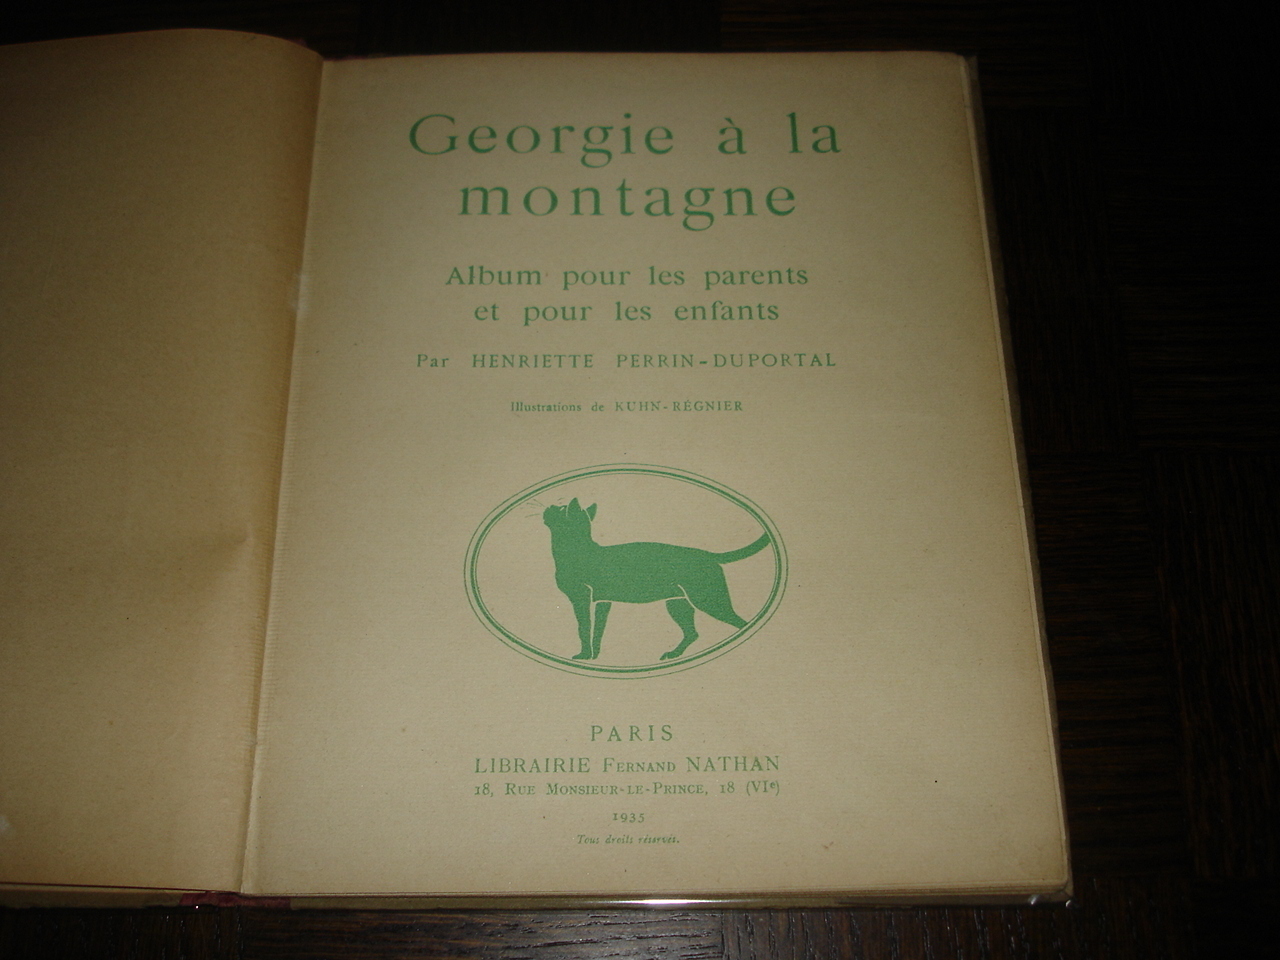 Georgie à la
montagne
Album pour les parents
et pour les enfants
Par HENRIETTE PERRIN-DUPORTAL
Illustrations de KUHN-RÉGNIER
PARIS
LIBRAIRIE FERNAND NATHAN
18, RUE MONSIEUR-LE-PRINCE, 18 (VIe)
1935
Tous droits réservés.